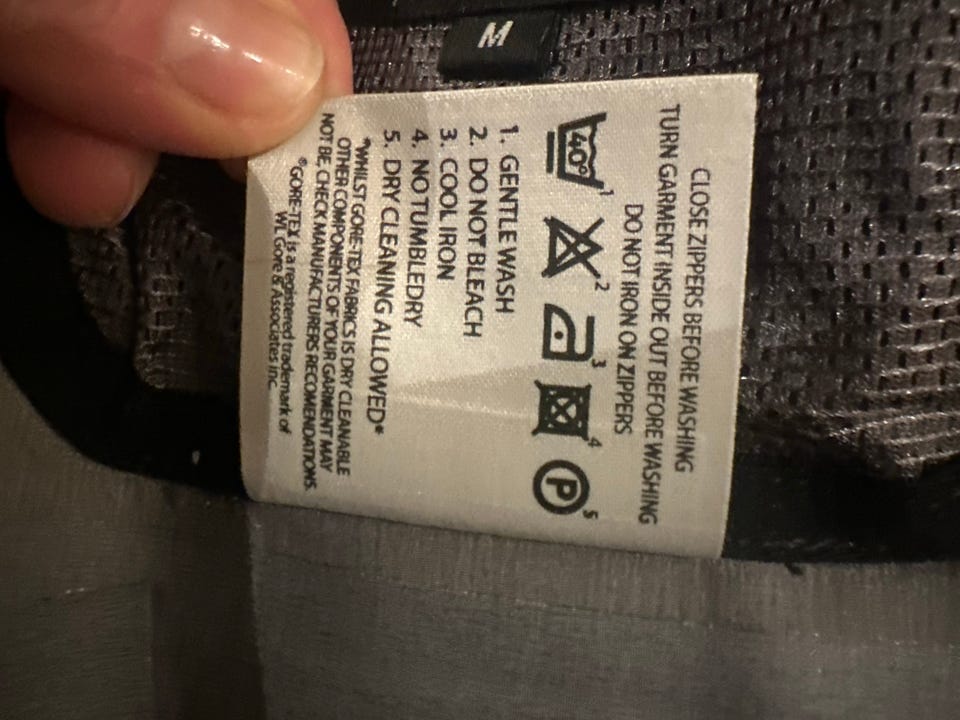 M
CLOSE ZIPPERS BEFORE WASHING
TURN GARMENT INSIDE OUT BEFORE WASHING
DO NOT IRON ON ZIPPERS
40° 1 2 3 4 P 5
1. GENTLE WASH
2. DO NOT BLEACH
3. COOL IRON
4. NO TUMBLEDRY
5. DRY CLEANING ALLOWED*
*WHILST GORE-TEX FABRICS IS DRY CLEANABLE
OTHER COMPONENTS OF YOUR GARMENT MAY
NOT BE, CHECK MANUFACTURERS RECOMENDATIONS.
®GORE-TEX is a registered trademark of
WL Gore & Associates inc.